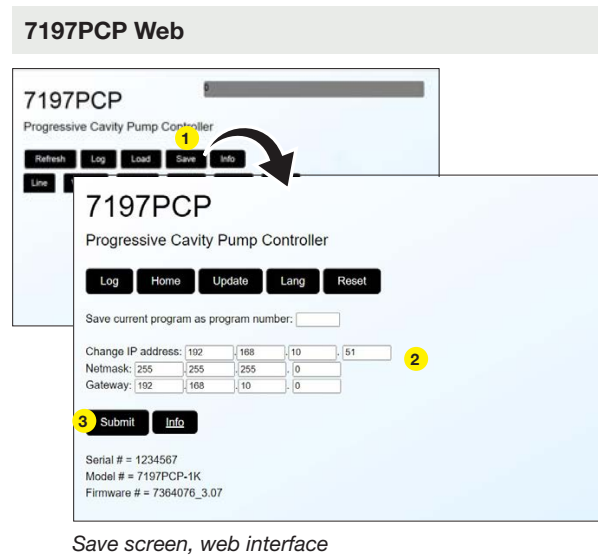 7197PCP Web
0
7197PCP
Progressive Cavity Pump Controller
1
Refresh Log Load Save Info
Line
7197PCP
Progressive Cavity Pump Controller
Log Home Update Lang Reset
Save current program as program number:
Change IP address: 192 . 168 . 10 . 51
2
Netmask: 255 . 255 . 255 . 0
Gateway: 192 . 168 . 10 . 0
3 Submit Info
Serial # = 1234567
Model # = 7197PCP-1K
Firmware # = 7364076_3.07
Save screen, web interface